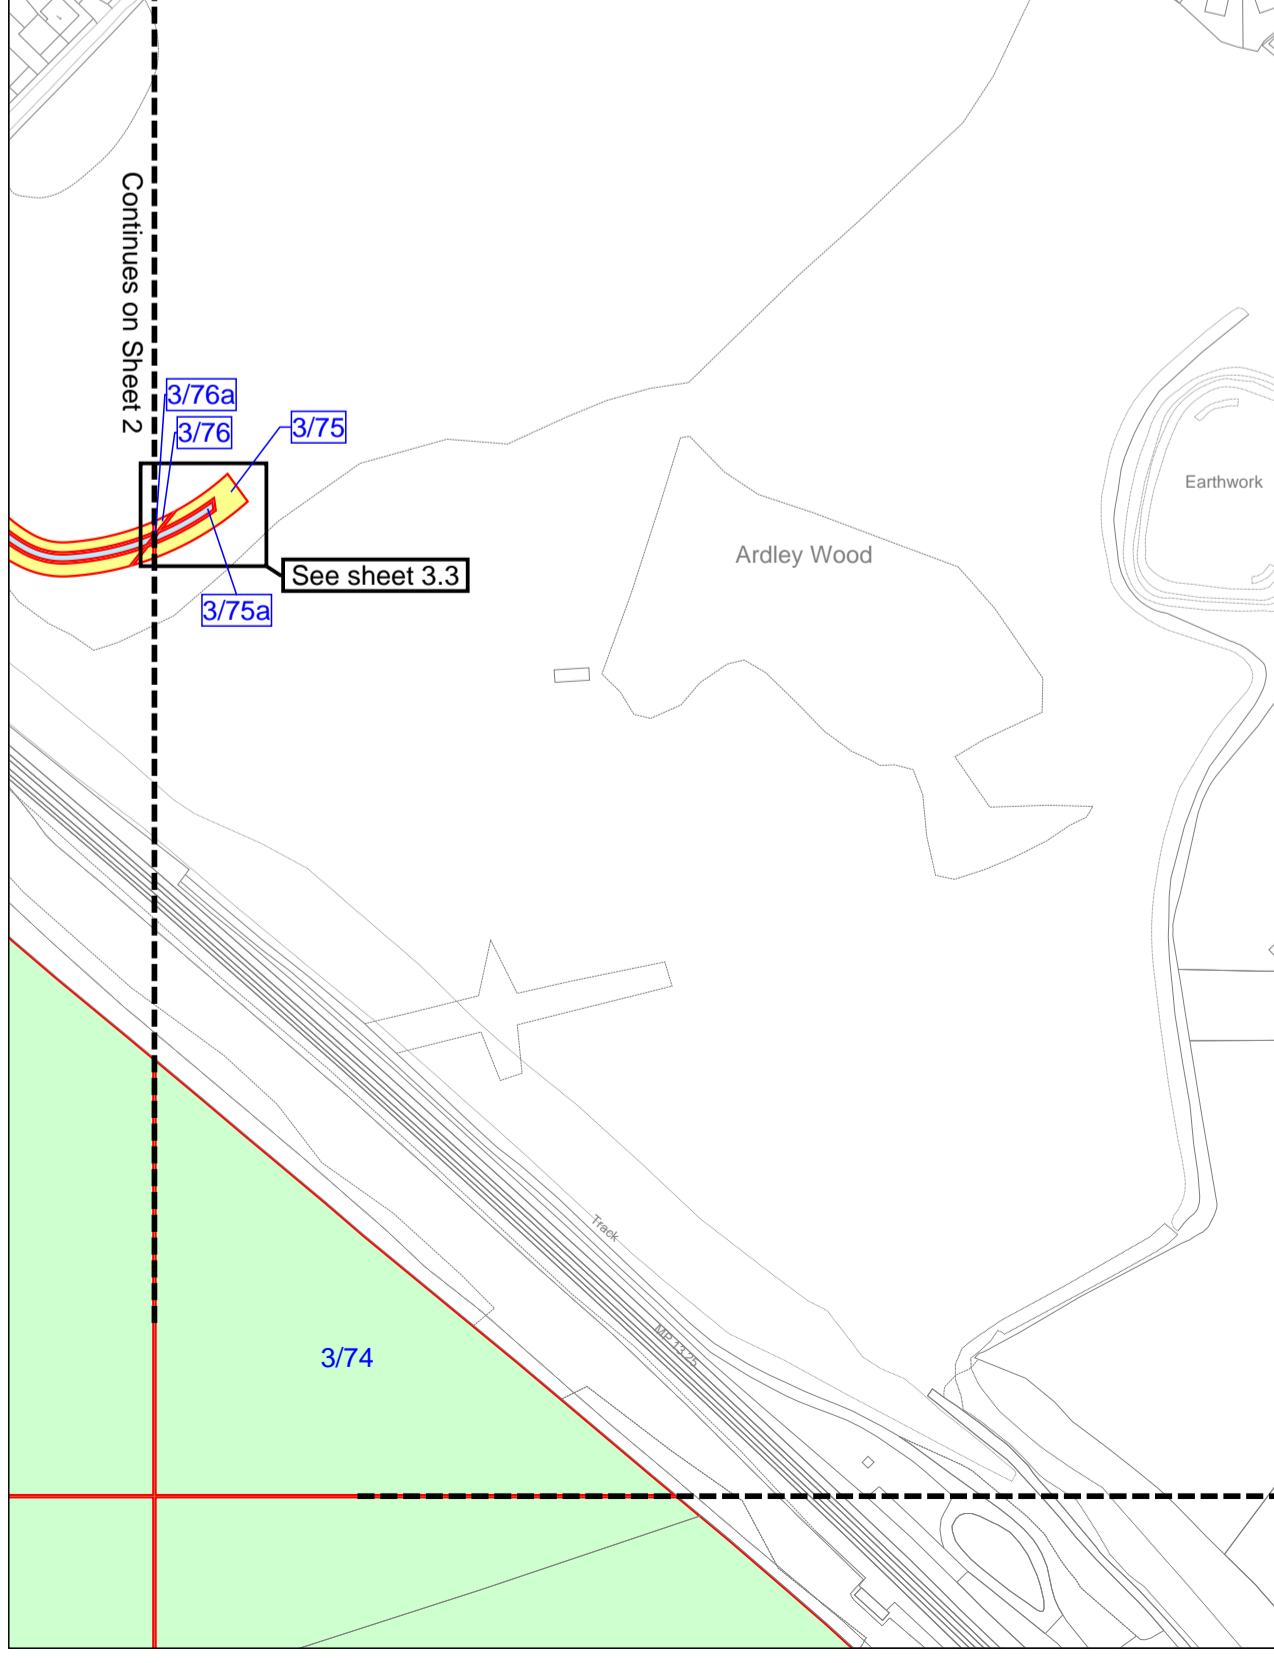 Continues on Sheet 2
3/76a
3/76
3/75
See sheet 3.3
3/75a
Ardley Wood
Earthwork
Track
MP 13.25
3/74